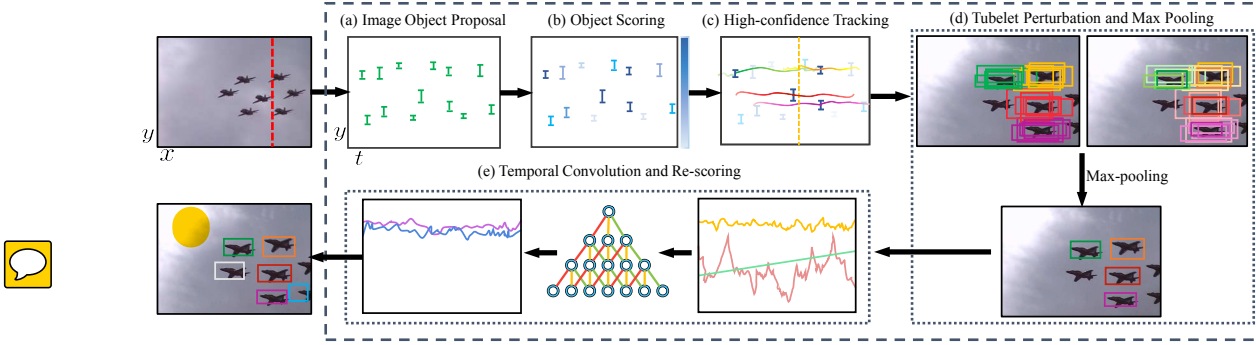 (a) Image Object Proposal
(b) Object Scoring
(c) High-confidence Tracking
(d) Tubelet Perturbation and Max Pooling
y
x
y
t
(e) Temporal Convolution and Re-scoring
Max-pooling